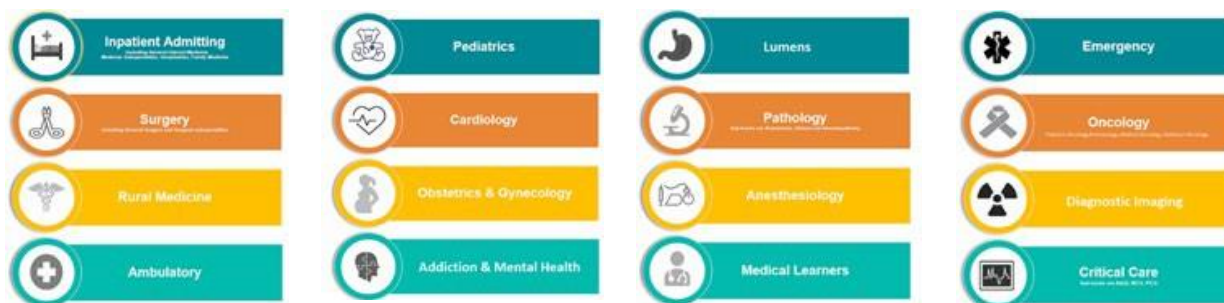 Inpatient Admitting
Pediatrics
Lumens
Emergency
Surgery
Cardiology
Pathology
Oncology
Rural Medicine
Obstetrics & Gynecology
Anesthesiology
Diagnostic Imaging
Ambulatory
Addiction & Mental Health
Medical Learners
Critical Care